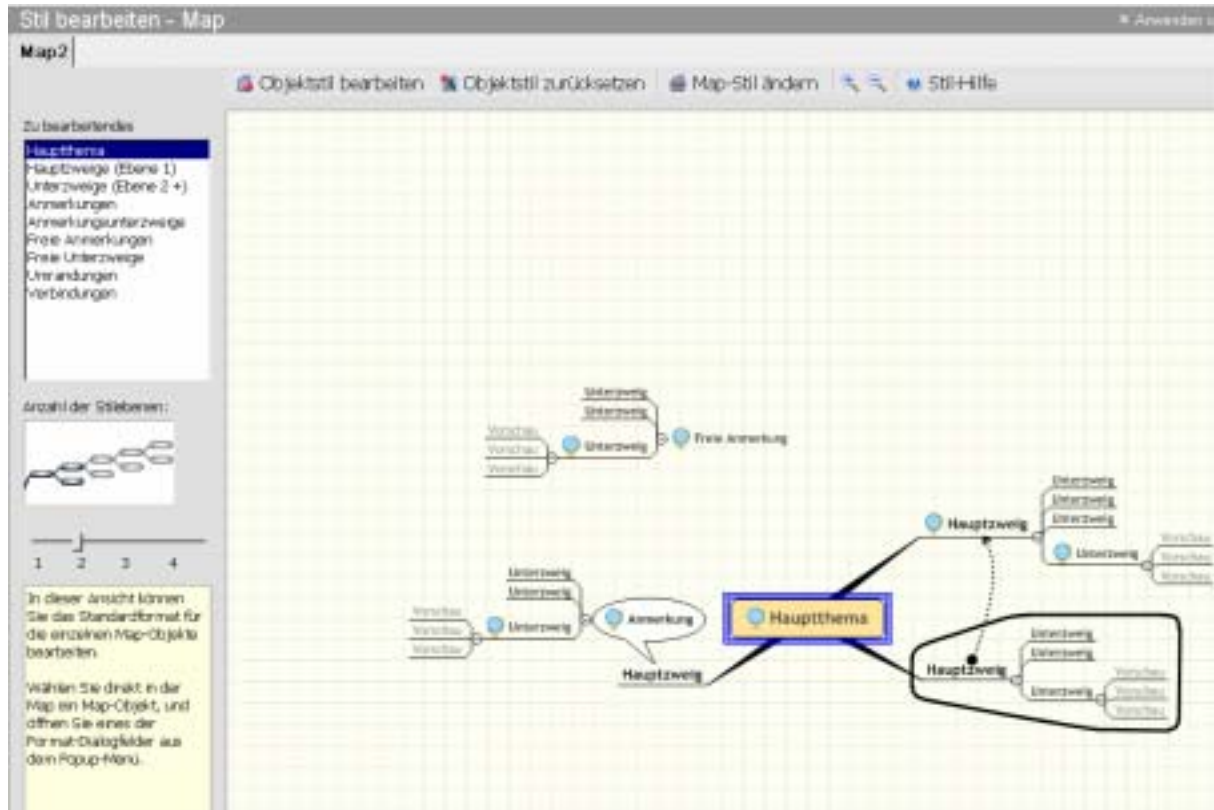 Stil bearbeiten - Map
Anwenden
Map2
Objektstil bearbeiten
Objektstil zurücksetzen
Map-Stil ändern
Stil-Hilfe
Zu bearbeitendes
Hauptthema
Hauptzweige (Ebene 1)
Unterzweige (Ebene 2 +)
Anmerkungen
Anmerkungsunterzweige
Freie Anmerkungen
Freie Unterzweige
Umrandungen
Verbindungen
Anzahl der Stilebenen:
1 2 3 4
In dieser Ansicht können
Sie das Standardformat für
die einzelnen Map-Objekte
bearbeiten.
Wählen Sie direkt in der
Map ein Map-Objekt, und
öffnen Sie eines der
Format-Dialogfelder aus
dem Popup-Menü.
Unterzweig
Unterzweig
Vorschau
Vorschau
Vorschau
Unterzweig
Freie Anmerkung
Unterzweig
Unterzweig
Unterzweig
Hauptzweig
Unterzweig
Vorschau
Vorschau
Vorschau
Unterzweig
Unterzweig
Vorschau
Vorschau
Vorschau
Unterzweig
Anmerkung
Hauptzweig
Hauptthema
Unterzweig
Unterzweig
Hauptzweig
Unterzweig
Vorschau
Vorschau
Vorschau